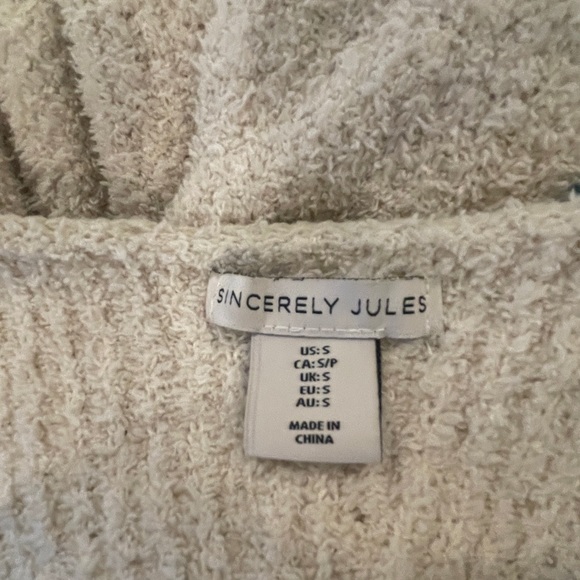 SINCERELY JULES
US: S
CA: S/P
UK: S
EU: S
AU: S
MADE IN
CHINA